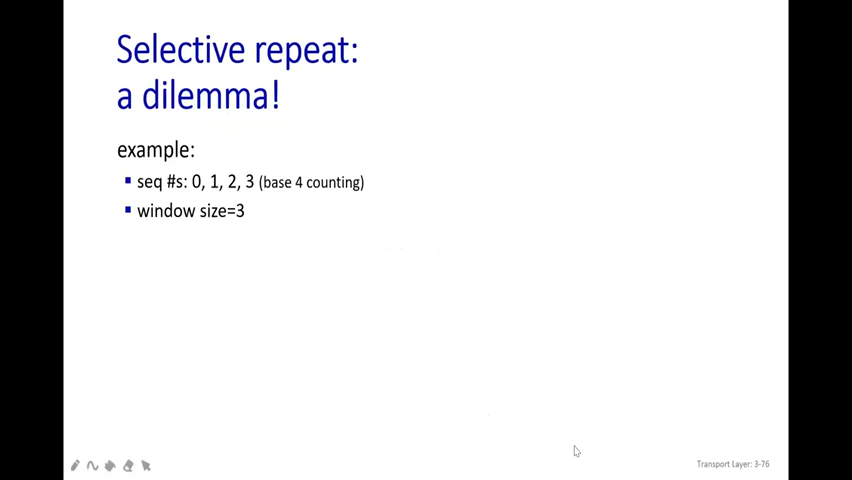 Selective repeat:
a dilemma!
example:
▪ seq #s: 0, 1, 2, 3 (base 4 counting)
▪ window size=3
Transport Layer: 3-76